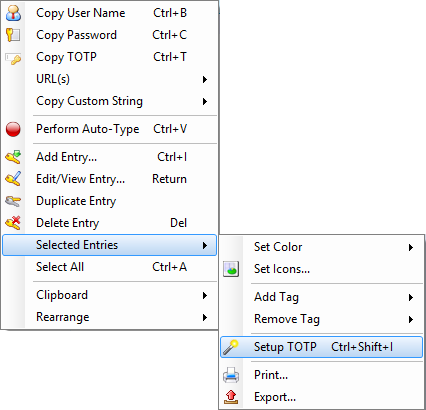 Copy User Name Ctrl+B
Copy Password Ctrl+C
Copy TOTP Ctrl+T
URL(s)
Copy Custom String
Perform Auto-Type Ctrl+V
Add Entry... Ctrl+I
Edit/View Entry... Return
Duplicate Entry
Delete Entry Del
Selected Entries
Select All Ctrl+A
Clipboard
Rearrange
Set Color
Set Icons...
Add Tag
Remove Tag
Setup TOTP Ctrl+Shift+I
Print...
Export...